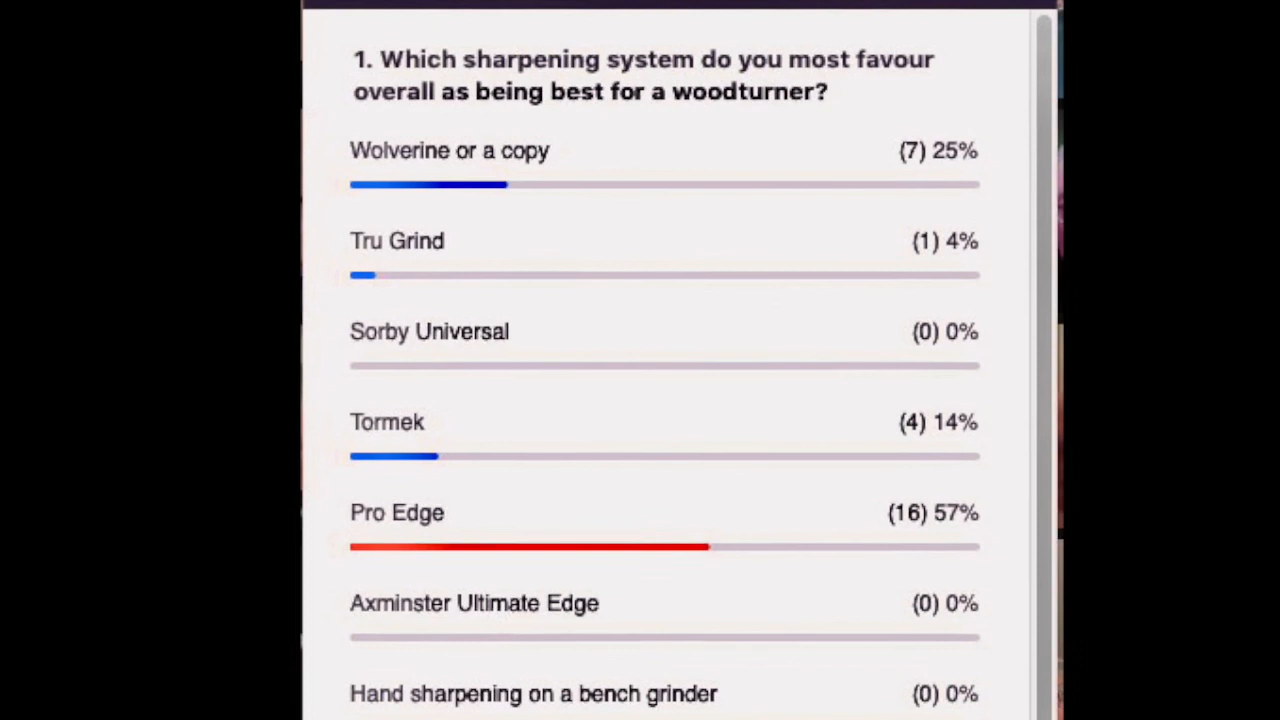 1. Which sharpening system do you most favour
overall as being best for a woodturner?
Wolverine or a copy (7) 25%
Tru Grind (1) 4%
Sorby Universal (0) 0%
Tormek (4) 14%
Pro Edge (16) 57%
Axminster Ultimate Edge (0) 0%
Hand sharpening on a bench grinder (0) 0%